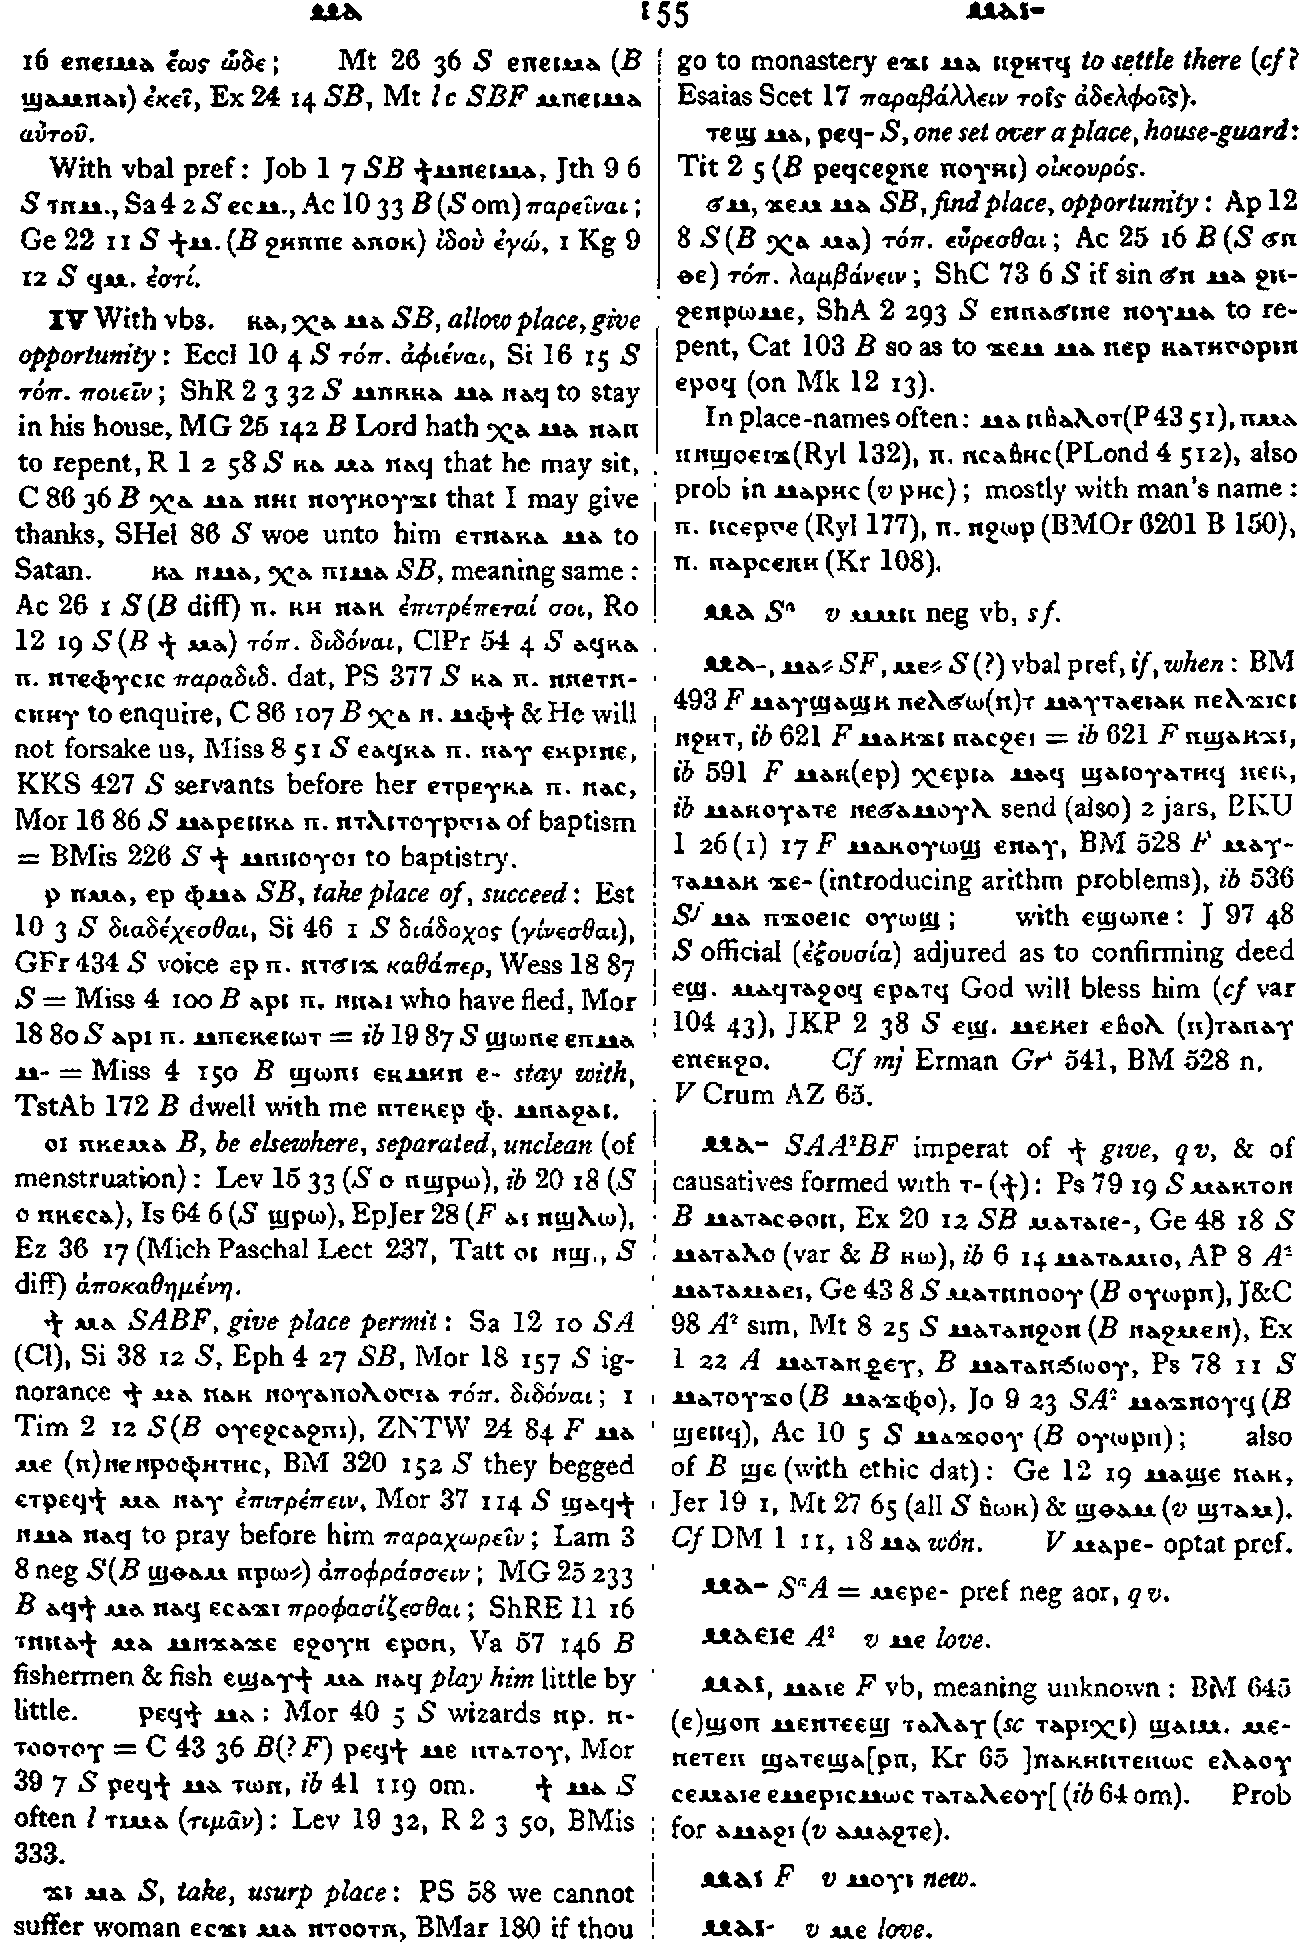 ⲙⲁ 155 ⲙⲁⲓ-
16 ⲉⲡⲉⲓⲙⲁ ἕως ὧδε; Mt 26 36 S ⲉⲡⲉⲓⲙⲁ (B
ϣⲁⲙⲛⲁⲓ) ἐκεῖ, Ex 24 14 SB, Mt l c SBF ⲙⲡⲉⲓⲙⲁ
αὐτοῦ.
With vbal pref: Job 1 7 SB ϯⲙⲡⲉⲓⲙⲁ, Jth 9 6
S ⲧⲡⲙ., Sa 4 2 S ⲉⲥⲙ., Ac 10 33 B (S om) παρεῖναι;
Ge 22 11 S ϯⲙ. (B ϩⲏⲡⲡⲉ ⲁⲛⲟⲕ) ἰδοὺ ἐγώ, 1 Kg 9
12 S ϥⲙ. ἐστί.
IV With vbs. ⲕⲁ, ⲭⲁ ⲙⲁ SB, allow place, give
opportunity: Eccl 10 4 S τόπ. ἀφιέναι, Si 16 15 S
τόπ. ποιεῖν; ShR 2 3 32 S ⲙⲡⲕⲕⲁ ⲙⲁ ⲛⲁϥ to stay
in his house, MG 25 142 B Lord hath ⲭⲁ ⲙⲁ ⲛⲁⲛ
to repent, R 1 2 58 S ⲕⲁ ⲙⲁ ⲛⲁϥ that he may sit,
C 86 36 B ⲭⲁ ⲙⲁ ⲛⲏⲓ ⲛⲟⲩⲕⲟⲩϫⲓ that I may give
thanks, SHel 86 S woe unto him ⲉⲧⲛⲁⲕⲁ ⲙⲁ to
Satan. ⲕⲁ ⲡⲙⲁ, ⲭⲁ ⲡⲓⲙⲁ SB, meaning same:
Ac 26 1 S (B diff) ⲡ. ⲕⲏ ⲛⲁⲕ ἐπιτρέπεταί σοι, Ro
12 19 S (B ϯ ⲙⲁ) τόπ. διδόναι, ClPr 54 4 S ⲁϥⲕⲁ
ⲡ. ⲛⲧⲉⲫⲩⲥⲓⲥ παραδιδ. dat, PS 377 S ⲕⲁ ⲡ. ⲛⲛⲉⲧⲛ-
ⲥⲛⲏⲩ to enquire, C 86 107 B ⲭⲁ ⲡ. ⲙⲫϯ & He will
not forsake us, Miss 8 51 S ⲉⲁϥⲕⲁ ⲡ. ⲛⲁⲩ ⲉⲕⲣⲓⲛⲉ,
KKS 427 S servants before her ⲉⲧⲣⲉⲩⲕⲁ ⲡ. ⲛⲁⲥ,
Mor 16 86 S ⲙⲁⲣⲉⲛⲕⲁ ⲡ. ⲛⲧⲗⲓⲧⲟⲩⲣⲅⲓⲁ of baptism
= BMis 226 S ϯ ⲙⲡⲛⲟⲩⲟⲓ to baptistry.
ⲣ ⲡⲙⲁ, ⲉⲣ ⲫⲙⲁ SB, take place of, succeed: Est
10 3 S διαδέχεσθαι, Si 46 1 S διάδοχος (γίνεσθαι),
GFr 434 S voice ⲉⲣ ⲡ. ⲛⲧϭⲓϫ καθάπερ, Wess 18 87
S = Miss 4 100 B ⲁⲣⲓ ⲡ. ⲛⲛⲁⲓ who have fled, Mor
18 80 S ⲁⲣⲓ ⲡ. ⲙⲡⲉⲕⲉⲓⲱⲧ = ib 19 87 S ϣⲱⲡⲉ ⲉⲡⲙⲁ
ⲛ- = Miss 4 150 B ϣⲱⲡⲓ ⲉⲕⲙⲏⲛ ⲉ- stay with,
TstAb 172 B dwell with me ⲛⲧⲉⲕⲉⲣ ⲫ. ⲙⲡⲁϩⲁⲓ.
ⲟⲓ ⲛⲕⲉⲙⲁ B, be elsewhere, separated, unclean (of
menstruation): Lev 15 33 (S ⲟ ⲛϣⲣⲱ), ib 20 18 (S
ⲟ ⲛⲕⲉⲥⲁ), Is 64 6 (S ϣⲣⲱ), EpJer 28 (F ⲁⲓ ⲛϣⲗⲱ),
Ez 36 17 (Mich Paschal Lect 237, Tatt ⲟⲓ ⲛϣ., S
diff) ἀποκαθημένη.
ϯ ⲙⲁ SABF, give place permit: Sa 12 10 SA
(Cl), Si 38 12 S, Eph 4 27 SB, Mor 18 157 S ig-
norance ϯ ⲙⲁ ⲛⲁⲕ ⲛⲟⲩⲁⲡⲟⲗⲟⲅⲓⲁ τόπ. διδόναι; 1
Tim 2 12 S (B ⲟⲩⲉϩⲥⲁϩⲛⲓ), ZNTW 24 84 F ⲙⲁ
ⲙⲉ (ⲛ)ⲛⲉⲡⲣⲟⲫⲏⲧⲏⲥ, BM 320 152 S they begged
ⲉⲧⲣⲉϥϯ ⲙⲁ ⲛⲁⲩ ἐπιτρέπειν, Mor 37 114 S ϣⲁϥϯ
ⲡⲙⲁ ⲛⲁϥ to pray before him παραχωρεῖν; Lam 3
8 neg S (B ϣⲑⲁⲙ ⲛⲣⲱ⸗) ἀποφράσσειν; MG 25 233
B ⲁϥϯ ⲙⲁ ⲛⲁϥ ⲉⲥⲁϫⲓ προφασίζεσθαι; ShRE 11 16
ⲧⲛⲛⲁϯ ⲙⲁ ⲙⲡϫⲁϫⲉ ⲉϩⲟⲩⲛ ⲉⲣⲟⲛ, Va 57 146 B
fishermen & fish ⲉϣⲁⲩϯ ⲙⲁ ⲛⲁϥ play him little by
little. ⲣⲉϥϯ ⲙⲁ: Mor 40 5 S wizards ⲛⲣ. ⲛ-
ⲧⲟⲟⲧⲟⲩ = C 43 36 B (? F) ⲣⲉϥϯ ⲙⲉ ⲛⲧⲁⲧⲟⲩ, Mor
39 7 S ⲣⲉϥϯ ⲙⲁ ⲧⲱⲛ, ib 41 119 om. ϯ ⲙⲁ S
often l ⲧⲓⲙⲁ (τιμᾶν): Lev 19 32, R 2 3 50, BMis
333.
ϫⲓ ⲙⲁ S, take, usurp place: PS 58 we cannot
suffer woman ⲉⲥϫⲓ ⲙⲁ ⲛⲧⲟⲟⲧⲛ, BMar 180 if thou
go to monastery ⲉϫⲓ ⲙⲁ ⲛϩⲏⲧϥ to settle there (cf ?
Esaias Scet 17 παραβάλλειν τοῖς ἀδελφοῖς).
ⲧⲉϣ ⲙⲁ, ⲣⲉϥ- S, one set over a place, house-guard:
Tit 2 5 (B ⲣⲉϥⲥⲉϩⲛⲉ ⲡⲟⲩⲏⲓ) οἰκουρός.
ϭⲛ, ϫⲉⲙ ⲙⲁ SB, find place, opportunity: Ap 12
8 S (B ⲭⲁ ⲙⲁ) τόπ. εὕρεσθαι; Ac 25 16 B (S ϭⲛ
ⲑⲉ) τόπ. λαμβάνειν; ShC 73 6 S if sin ϭⲛ ⲙⲁ ϩⲛ-
ϩⲉⲛⲣⲱⲙⲉ, ShA 2 293 S ⲉⲛⲛⲁϭⲓⲛⲉ ⲛⲟⲩⲙⲁ to re-
pent, Cat 103 B so as to ϫⲉⲙ ⲙⲁ ⲛⲉⲣ ⲕⲁⲧⲏⲅⲟⲣⲓⲛ
ⲉⲣⲟϥ (on Mk 12 13).
In place-names often: ⲙⲁ ⲛⲃⲁⲗⲟⲧ (P 43 51), ⲡⲙⲁ
ⲛⲡϣⲟⲉⲓϫ (Ryl 132), ⲡ. ⲛⲥⲁⲃⲏⲥ (PLond 4 512), also
prob in ⲙⲁⲣⲏⲥ (v ⲣⲏⲥ); mostly with man's name:
ⲡ. ⲛⲥⲉⲣⲅⲉ (Ryl 177), ⲡ. ⲛϩⲱⲣ (BMOr 6201 B 150),
ⲡ. ⲛⲁⲣⲥⲉⲛⲏ (Kr 108).
ⲙⲁ Sᵃ v ⲙⲙⲛ neg vb, sf.
ⲙⲁ-, ⲙⲁ⸗ SF, ⲙⲉ⸗ S (?) vbal pref, if, when: BM
493 F ⲙⲁⲩϣⲁϣⲕ ⲡⲉⲗϭⲱ(ⲛ)ⲧ ⲙⲁⲩⲧⲁⲉⲓⲁⲕ ⲡⲉⲗϫⲓⲥⲓ
ⲛϩⲏⲧ, ib 621 F ⲙⲁⲕϫⲓ ⲛⲁⲥϩⲉⲓ = ib 621 F ⲛϣⲁⲕϫⲓ,
ib 591 F ⲙⲁⲕ(ⲉⲣ) ⲭⲉⲣⲓⲁ ⲙⲁϥ ϣⲁⲓⲟⲩⲁⲧⲏϥ ⲛⲉⲕ,
ib ⲙⲁⲕⲟⲩⲁⲧⲉ ⲛⲉϭⲁⲙⲟⲩⲗ send (also) 2 jars, BKU
1 26 (1) 17 F ⲙⲁⲕⲟⲩⲱϣ ⲉⲛⲁⲩ, BM 528 F ⲙⲁⲩ-
ⲧⲁⲙⲁⲕ ϫⲉ- (introducing arithm problems), ib 536
Sᶠ ⲙⲁ ⲡϫⲟⲉⲓⲥ ⲟⲩⲱϣ; with ⲉϣⲱⲡⲉ: J 97 48
S official (ἐξουσία) adjured as to confirming deed
ⲉϣ. ⲙⲁϥⲧⲁϩⲟϥ ⲉⲣⲁⲧϥ God will bless him (cf var
104 43), JKP 2 38 S ⲉϣ. ⲙⲉⲕⲉⲓ ⲉⲃⲟⲗ (ⲛ)ⲧⲁⲛⲁⲩ
ⲉⲡⲉⲕϩⲟ. Cf mj Erman Grᴬ 541, BM 528 n.
V Crum AZ 65.
ⲙⲁ- SAA²BF imperat of ϯ give, q v, & of
causatives formed with ⲧ- (ϯ): Ps 79 19 S ⲙⲁⲕⲧⲟⲛ
B ⲙⲁⲧⲁⲥⲑⲟⲛ, Ex 20 12 SB ⲙⲁⲧⲁⲓⲉ-, Ge 48 18 S
ⲙⲁⲧⲁⲗⲟ (var & B ⲕⲱ), ib 6 14 ⲙⲁⲧⲁⲙⲓⲟ, AP 8 A²
ⲙⲁⲧⲁⲙⲁⲉⲓ, Ge 43 8 S ⲙⲁⲧⲛⲛⲟⲟⲩ (B ⲟⲩⲱⲣⲡ), J&C
98 A² sim, Mt 8 25 S ⲙⲁⲧⲁⲛϩⲟⲛ (B ⲛⲁϩⲙⲉⲛ), Ex
1 22 A ⲙⲁⲧⲁⲛϩⲉⲩ, B ⲙⲁⲧⲁⲛϧⲱⲟⲩ, Ps 78 11 S
ⲙⲁⲧⲟⲩϫⲟ (B ⲙⲁϫⲫⲟ), Jo 9 23 SA² ⲙⲁϫⲛⲟⲩϥ (B
ϣⲉⲛϥ), Ac 10 5 S ⲙⲁϫⲟⲟⲩ (B ⲟⲩⲱⲣⲡ); also
of B ϣⲉ (with ethic dat): Ge 12 19 ⲙⲁϣⲉ ⲛⲁⲕ,
Jer 19 1, Mt 27 65 (all S ⲃⲱⲕ) & ϣⲑⲁⲙ (v ϣⲧⲁⲙ).
Cf DM 1 11, 18 ⲙⲁ wôn. V ⲙⲁⲣⲉ- optat pref.
ⲙⲁ- SᵃA = ⲙⲉⲣⲉ- pref neg aor, q v.
ⲙⲁⲉⲓⲉ A² v ⲙⲉ love.
ⲙⲁⲓ, ⲙⲁⲓⲉ F vb, meaning unknown: BM 645
(ⲉ)ϣⲟⲡ ⲙⲉⲛⲧⲉⲉϣ ⲧⲁⲗⲁⲩ (sc ⲧⲁⲣⲓⲭⲓ) ϣⲁⲓⲙ. ⲙⲉ-
ⲛⲉⲧⲉⲛ ϣⲁⲧⲉϣⲁ[ⲣⲡ, Kr 65 ]ⲛⲁⲕⲏⲛⲧⲉⲛⲱⲥ ⲉⲗⲁⲟⲩ
ⲥⲉⲙⲁⲓⲉ ⲉⲙⲉⲣⲓⲥⲙⲱⲥ ⲧⲁⲧⲁⲗⲉⲟⲩ[ (ib 64 om). Prob
for ⲁⲙⲁϩⲓ (v ⲁⲙⲁϩⲧⲉ).
ⲙⲁⲓ F v ⲙⲟⲩⲓ new.
ⲙⲁⲓ- v ⲙⲉ love.